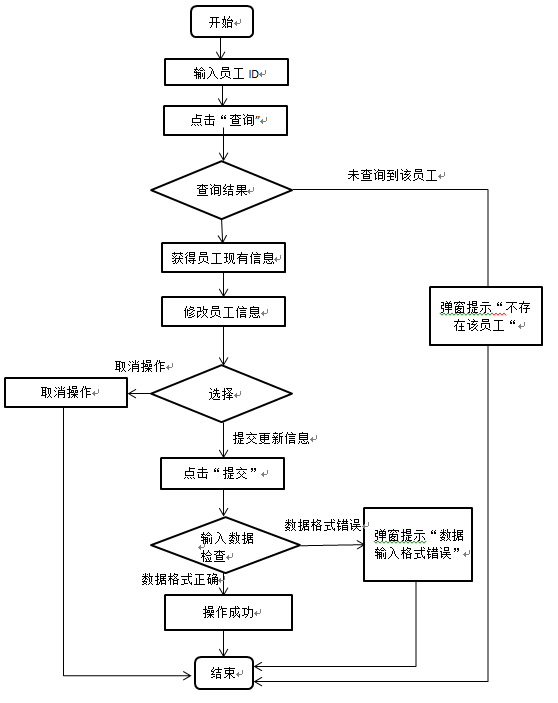 开始
输入员工 ID
点击“查询”
查询结果
未查询到该员工
获得员工现有信息
弹窗提示“不存
在该员工“
修改员工信息
取消操作
选择
取消操作
提交更新信息
点击“提交”
数据格式错误
输入数据
检查
弹窗提示“数据
输入格式错误”
数据格式正确
操作成功
结束